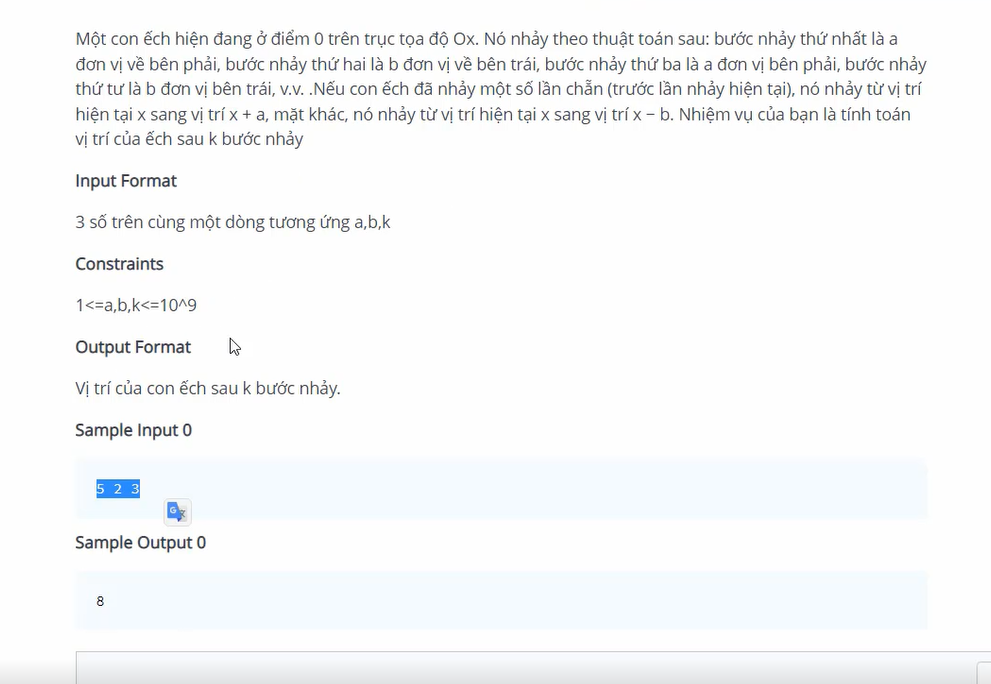 Một con ếch hiện đang ở điểm 0 trên trục tọa độ Ox. Nó nhảy theo thuật toán sau: bước nhảy thứ nhất là a
đơn vị về bên phải, bước nhảy thứ hai là b đơn vị về bên trái, bước nhảy thứ ba là a đơn vị bên phải, bước nhảy
thứ tư là b đơn vị bên trái, v.v. .Nếu con ếch đã nhảy một số lần chẵn (trước lần nhảy hiện tại), nó nhảy từ vị trí
hiện tại x sang vị trí x + a, mặt khác, nó nhảy từ vị trí hiện tại x sang vị trí x − b. Nhiệm vụ của bạn là tính toán
vị trí của ếch sau k bước nhảy
Input Format
3 số trên cùng một dòng tương ứng a,b,k
Constraints
1<=a,b,k<=10^9
Output Format
Vị trí của con ếch sau k bước nhảy.
Sample Input 0
5 2 3
Sample Output 0
8